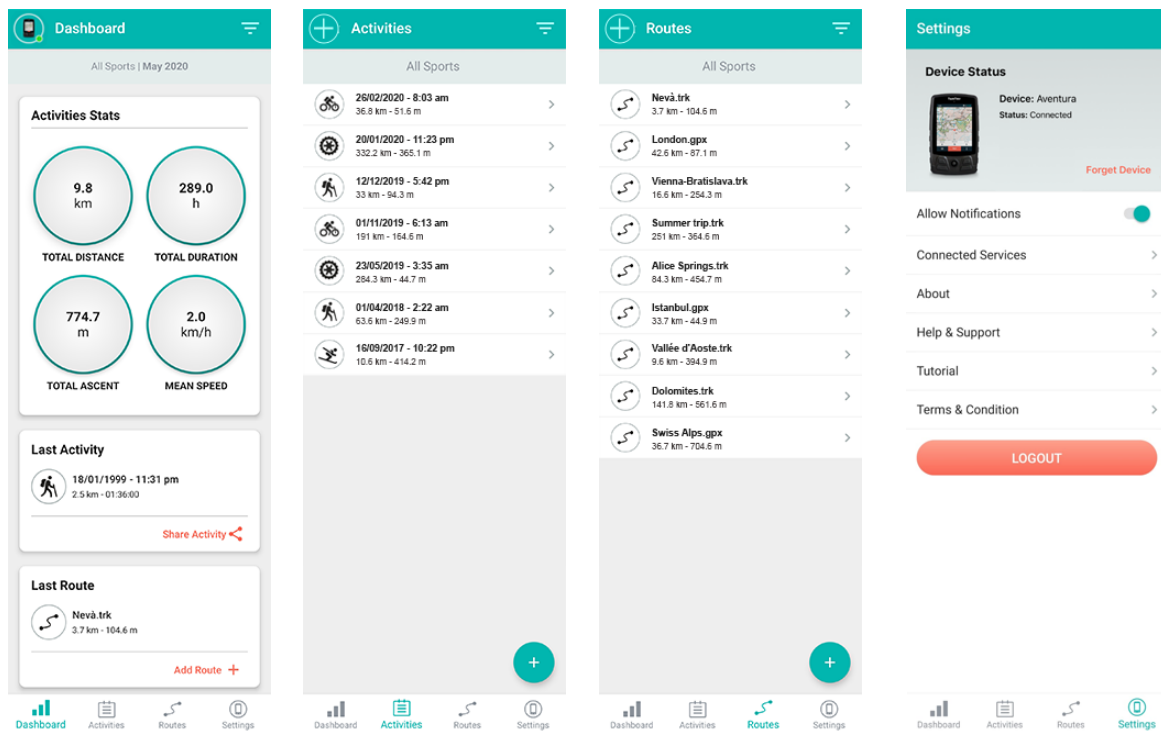 Dashboard
All Sports | May 2020
Activities Stats
9.8
km
289.0
h
TOTAL DISTANCE
TOTAL DURATION
774.7
m
2.0
km/h
TOTAL ASCENT
MEAN SPEED
Last Activity
18/01/1999 - 11:31 pm
2.5 km - 01:36:00
Share Activity
Last Route
Nevà.trk
3.7 km - 104.6 m
Add Route +
Dashboard
Activities
Routes
Settings
Activities
All Sports
26/02/2020 - 8:03 am
36.8 km - 51.6 m
20/01/2020 - 11:23 pm
332.2 km - 365.1 m
12/12/2019 - 5:42 pm
33 km - 94.3 m
01/11/2019 - 6:13 am
191 km - 164.6 m
23/05/2019 - 3:35 am
284.3 km - 44.7 m
01/04/2018 - 2:22 am
63.6 km - 249.9 m
16/09/2017 - 10:22 pm
10.6 km - 414.2 m
Dashboard
Activities
Routes
Settings
Routes
All Sports
Nevà.trk
3.7 km - 104.6 m
London.gpx
42.6 km - 87.1 m
Vienna-Bratislava.trk
16.6 km - 254.3 m
Summer trip.trk
251 km - 364.6 m
Alice Springs.trk
84.3 km - 454.7 m
Istanbul.gpx
33.7 km - 44.9 m
Vallée d'Aoste.trk
9.6 km - 394.9 m
Dolomites.trk
141.8 km - 561.6 m
Swiss Alps.gpx
36.7 km - 704.6 m
Dashboard
Activities
Routes
Settings
Settings
Device Status
Device: Aventura
Status: Connected
Forget Device
Allow Notifications
Connected Services
About
Help & Support
Tutorial
Terms & Condition
LOGOUT
Dashboard
Activities
Routes
Settings